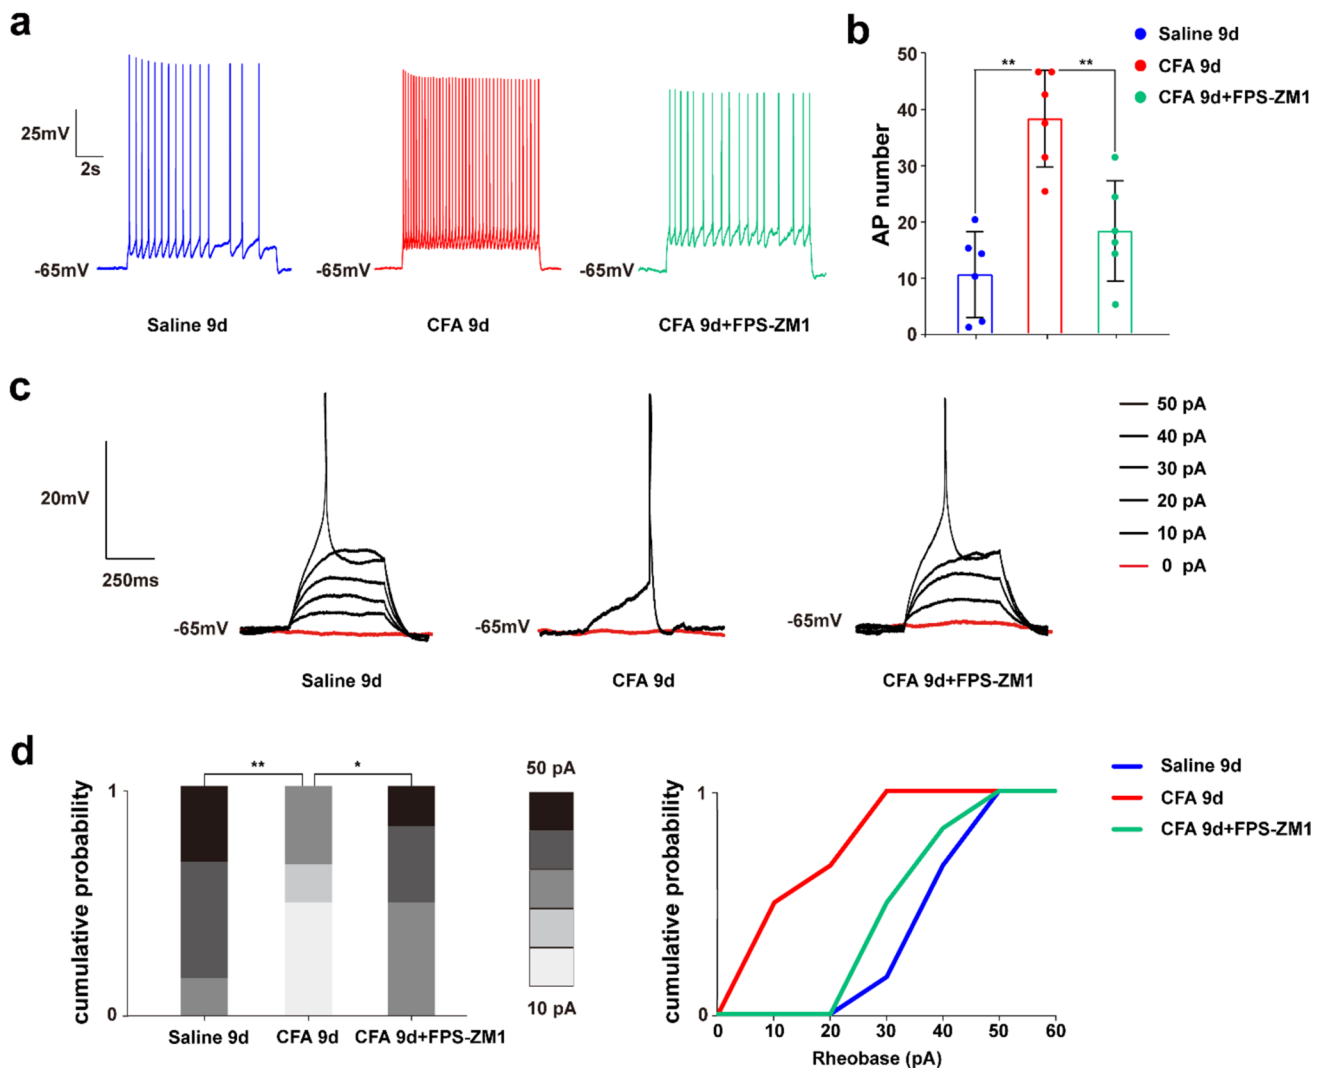 a
25mV
2s
-65mV
-65mV
-65mV
Saline 9d
CFA 9d
CFA 9d+FPS-ZM1
b
Saline 9d
CFA 9d
CFA 9d+FPS-ZM1
AP number
50
40
30
20
10
0
**
**
c
20mV
250ms
-65mV
-65mV
-65mV
Saline 9d
CFA 9d
CFA 9d+FPS-ZM1
50 pA
40 pA
30 pA
20 pA
10 pA
0 pA
d
cumulative probability
1
0
**
*
Saline 9d
CFA 9d
CFA 9d+FPS-ZM1
50 pA
10 pA
cumulative probability
1
0
0 10 20 30 40 50 60
Rheobase (pA)
Saline 9d
CFA 9d
CFA 9d+FPS-ZM1